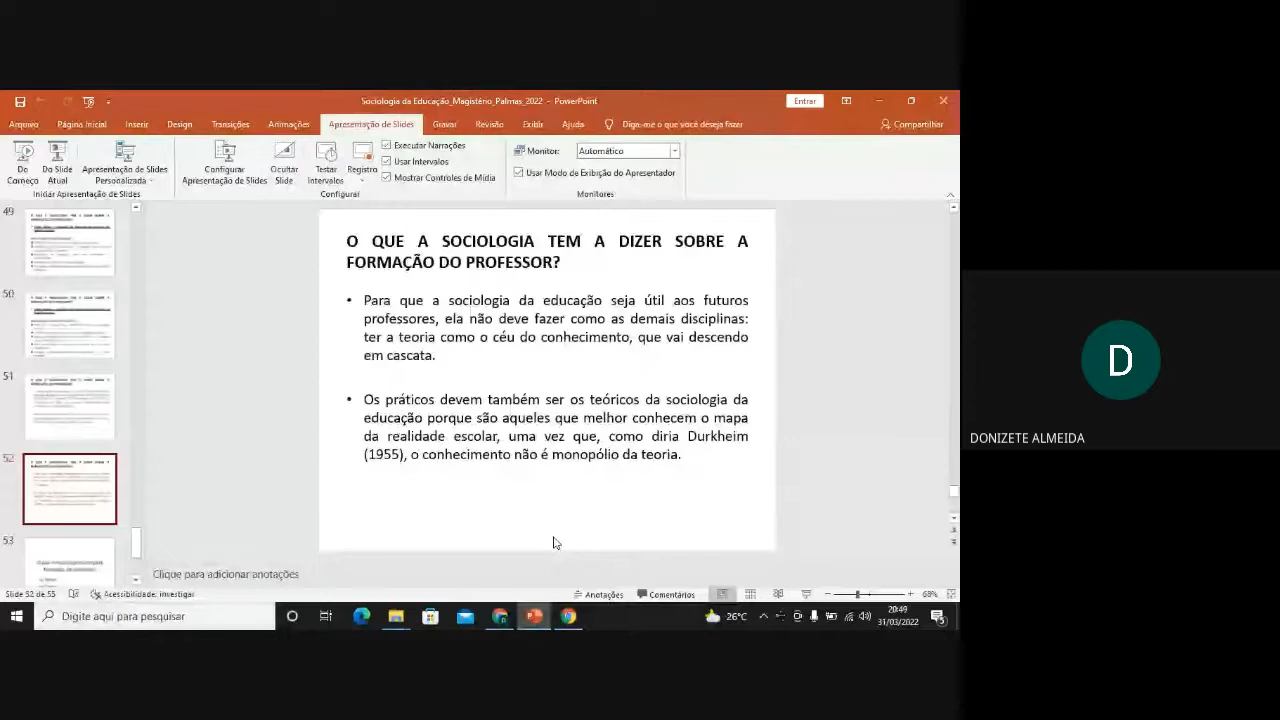 Sociologia da Educação_Magistério_Palmas_2022 - PowerPoint
Entrar
Arquivo Página Inicial Inserir Design Transições Animações Apresentação de Slides Gravar Revisão Exibir Ajuda Diga-me o que você deseja fazer Compartilhar
Do Começo
Do Slide Atual
Apresentação de Slides Personalizada
Configurar Apresentação de Slides
Ocultar Slide
Testar Intervalos
Registro
Executar Narrações
Usar Intervalos
Mostrar Controles de Mídia
Monitor: Automático
Usar Modo de Exibição do Apresentador
Iniciar Apresentação de Slides
Configurar
Monitores
49
50
51
52
53
O QUE A SOCIOLOGIA TEM A DIZER SOBRE A
FORMAÇÃO DO PROFESSOR?
• Para que a sociologia da educação seja útil aos futuros
professores, ela não deve fazer como as demais disciplinas:
ter a teoria como o céu do conhecimento, que vai descendo
em cascata.
• Os práticos devem também ser os teóricos da sociologia da
educação porque são aqueles que melhor conhecem o mapa
da realidade escolar, uma vez que, como diria Durkheim
(1955), o conhecimento não é monopólio da teoria.
Clique para adicionar anotações
Slide 52 de 55
Acessibilidade: investigar
Anotações
Comentários
68%
Digite aqui para pesquisar
26°C
20:49
31/03/2022
5
D
DONIZETE ALMEIDA